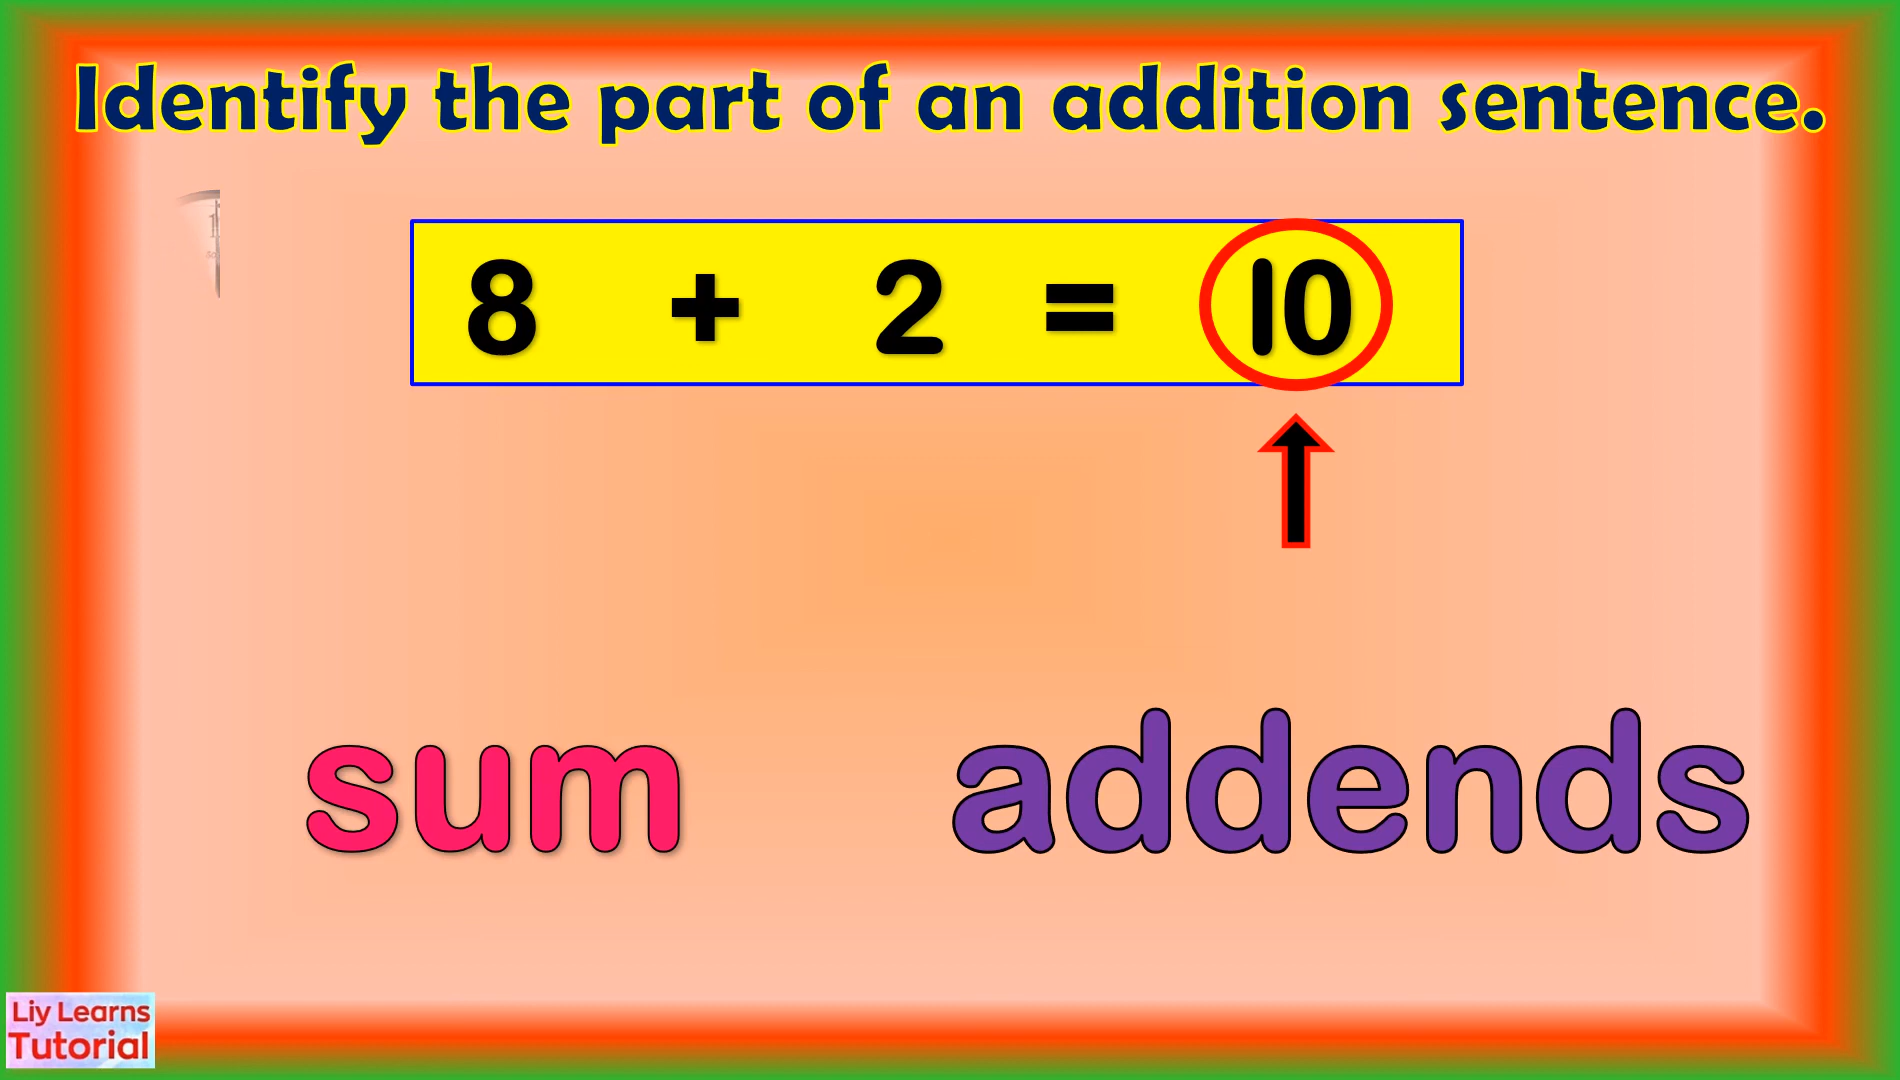 Identify the part of an addition sentence.
8 + 2 = 10
sum addends
Liy Learns
Tutorial